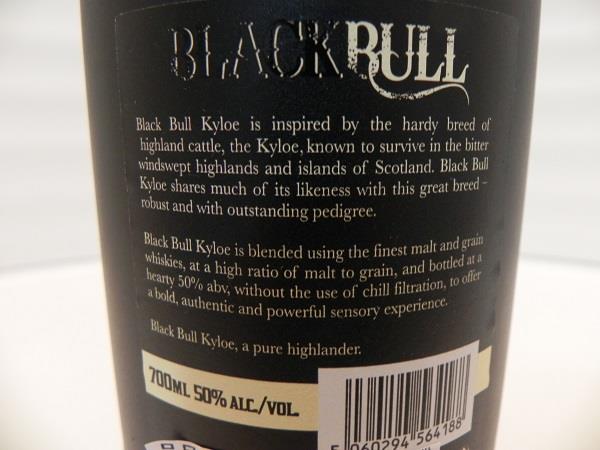 BLACK BULL
Black Bull Kyloe is inspired by the hardy breed of
highland cattle, the Kyloe, known to survive in the bitter
windswept highlands and islands of Scotland. Black Bull
Kyloe shares much of its likeness with this great breed –
robust and with outstanding pedigree.
Black Bull Kyloe is blended using the finest malt and grain
whiskies, at a high ratio of malt to grain, and bottled at a
hearty 50% abv, without the use of chill filtration, to offer
a bold, authentic and powerful sensory experience.
Black Bull Kyloe, a pure highlander.
700ML 50% ALC./VOL.
5 060294 564188